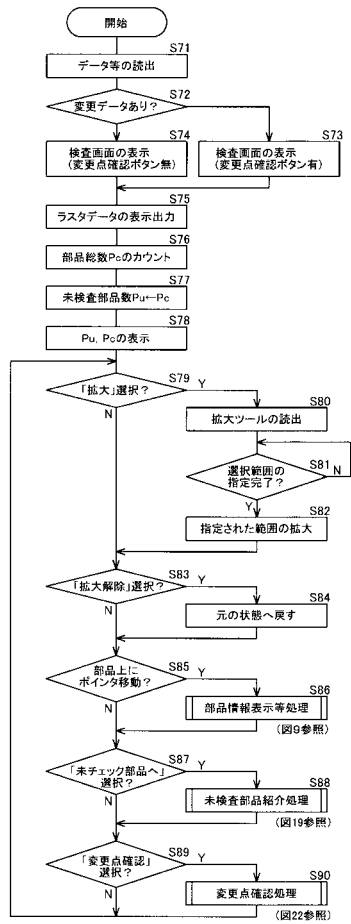 開始
S71
データ等の読出
S72
変更データあり?
S74
検査画面の表示
(変更点確認ボタン無)
S73
検査画面の表示
(変更点確認ボタン有)
S75
ラスタデータの表示出力
S76
部品総数Pcのカウント
S77
未検査部品数Pu←Pc
S78
Pu, Pcの表示
S79
「拡大」選択?
Y
N
S80
拡大ツールの読出
S81
選択範囲の
指定完了?
N
Y
S82
指定された範囲の拡大
S83
「拡大解除」選択?
Y
N
S84
元の状態へ戻す
S85
部品上に
ポインタ移動?
Y
N
S86
部品情報表示等処理
(図9参照)
S87
「未チェック部品へ」
選択?
Y
N
S88
未検査部品紹介処理
(図19参照)
S89
「変更点確認」
選択?
Y
N
S90
変更点確認処理
(図22参照)